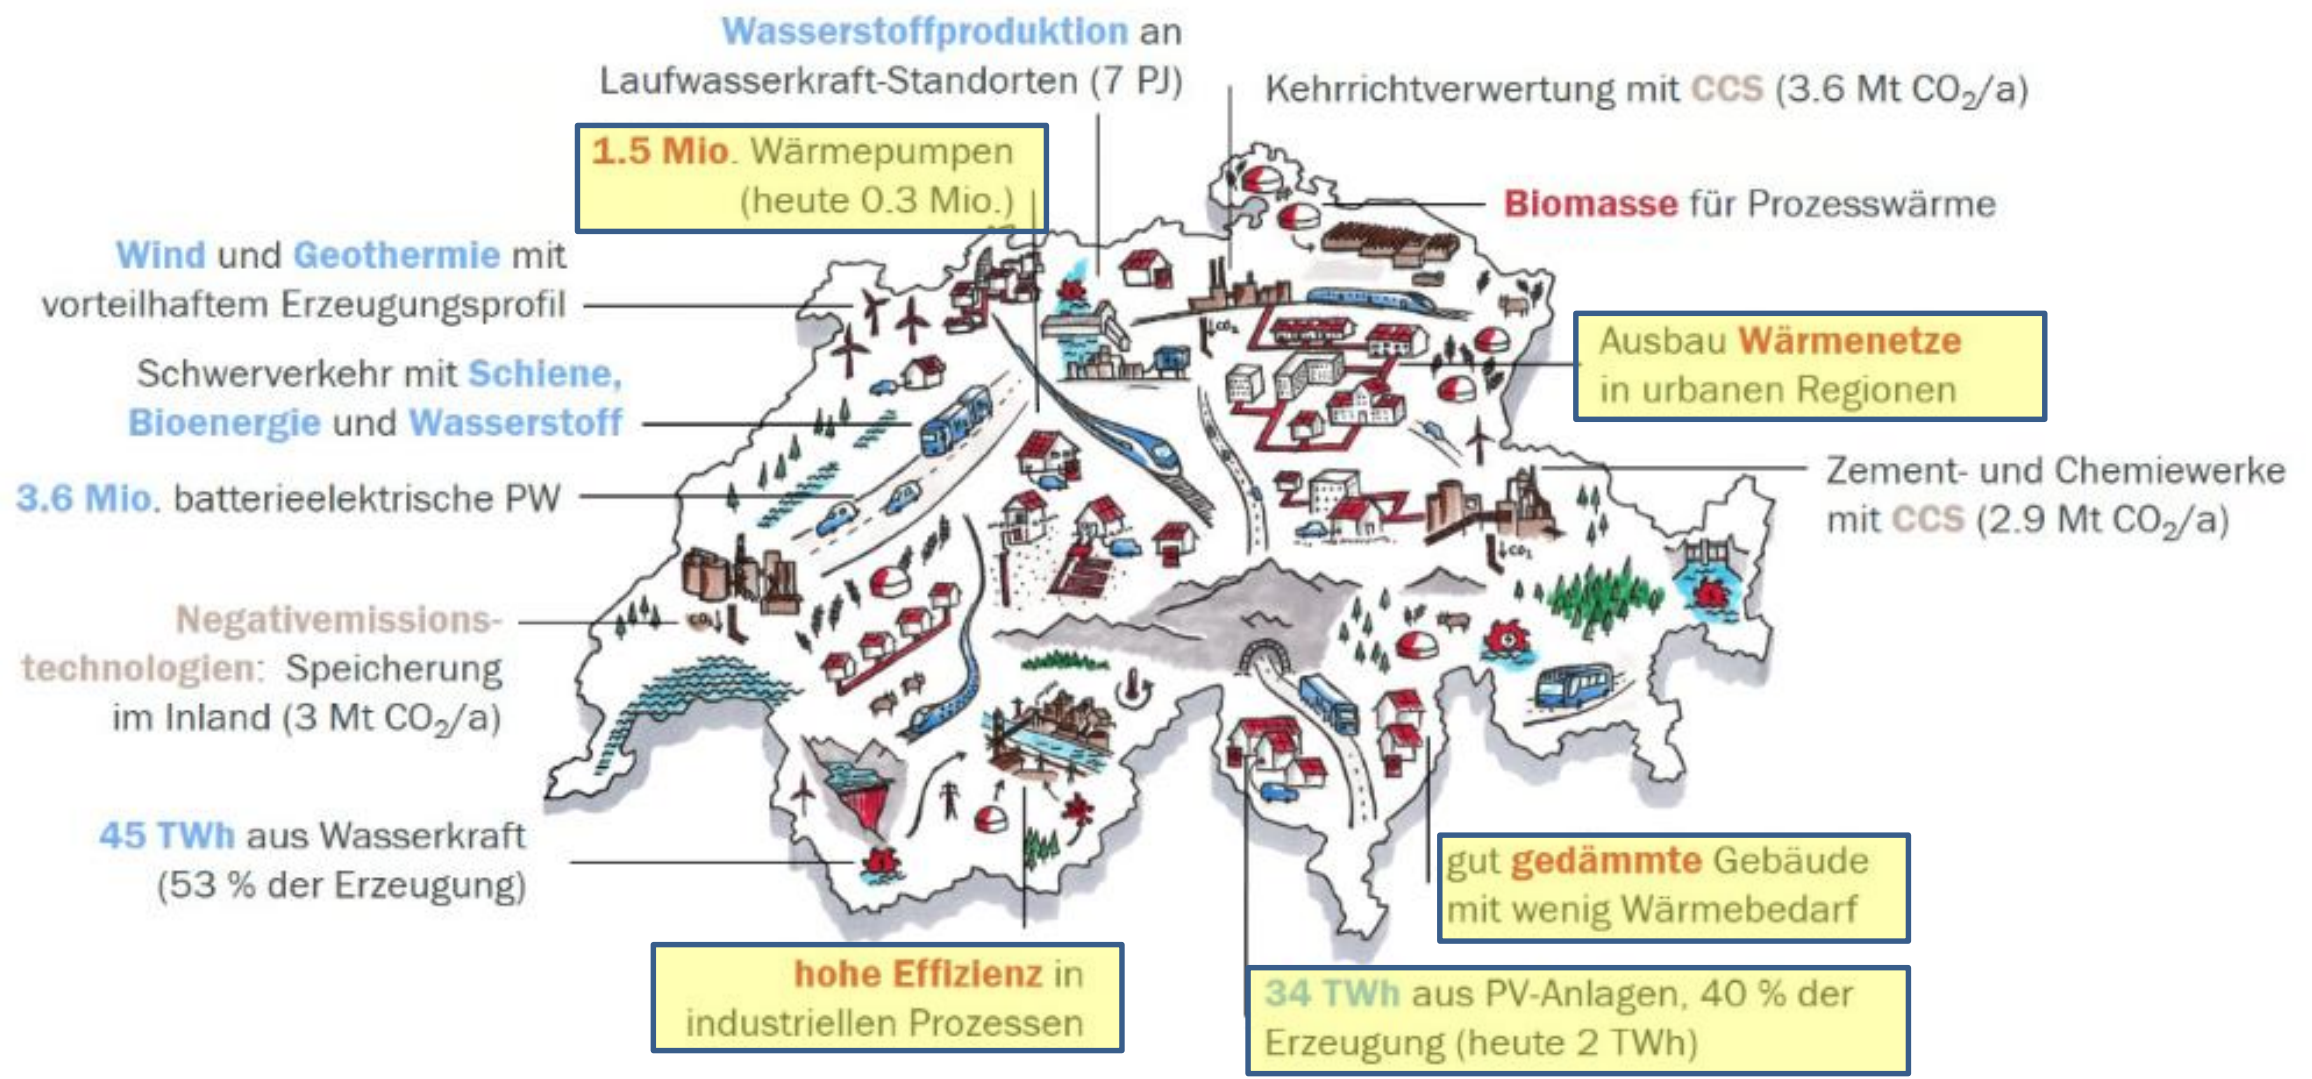 Wasserstoffproduktion an
Laufwasserkraft-Standorten (7 PJ)
Kehrrichtverwertung mit CCS (3.6 Mt CO₂/a)
1.5 Mio. Wärmepumpen
(heute 0.3 Mio.)
Biomasse für Prozesswärme
Wind und Geothermie mit
vorteilhaftem Erzeugungsprofil
Ausbau Wärmenetze
in urbanen Regionen
Schwerverkehr mit Schiene,
Bioenergie und Wasserstoff
Zement- und Chemiewerke
mit CCS (2.9 Mt CO₂/a)
3.6 Mio. batterieelektrische PW
Negativemissions-
technologien: Speicherung
im Inland (3 Mt CO₂/a)
45 TWh aus Wasserkraft
(53 % der Erzeugung)
gut gedämmte Gebäude
mit wenig Wärmebedarf
hohe Effizienz in
industriellen Prozessen
34 TWh aus PV-Anlagen, 40 % der
Erzeugung (heute 2 TWh)
CO₂
CO₂
CO₂